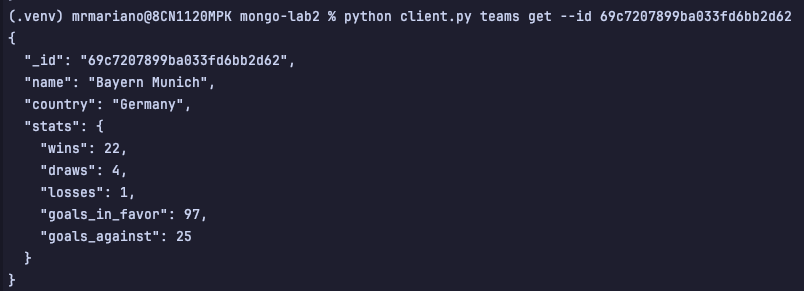 (.venv) mrmariano@8CN1120MPK mongo-lab2 % python client.py teams get --id 69c7207899ba033fd6bb2d62
{
  "_id": "69c7207899ba033fd6bb2d62",
  "name": "Bayern Munich",
  "country": "Germany",
  "stats": {
    "wins": 22,
    "draws": 4,
    "losses": 1,
    "goals_in_favor": 97,
    "goals_against": 25
  }
}